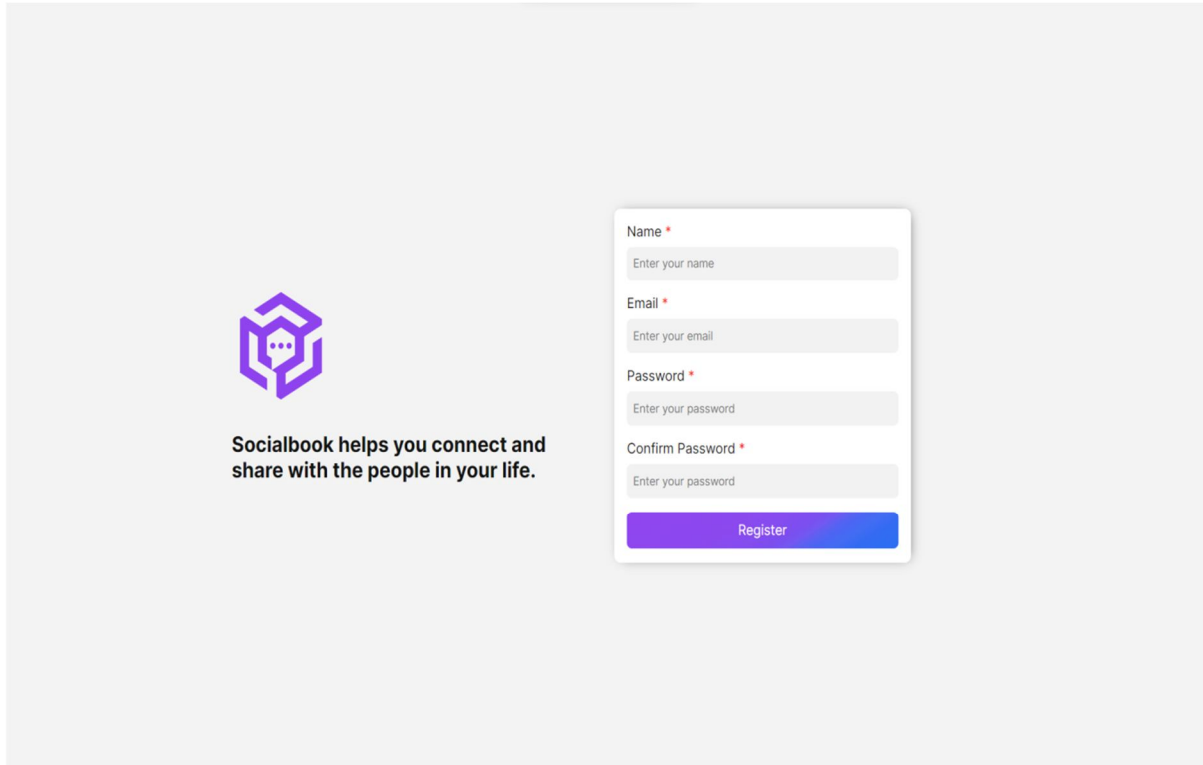 Socialbook helps you connect and
share with the people in your life.
Name *
Enter your name
Email *
Enter your email
Password *
Enter your password
Confirm Password *
Enter your password
Register